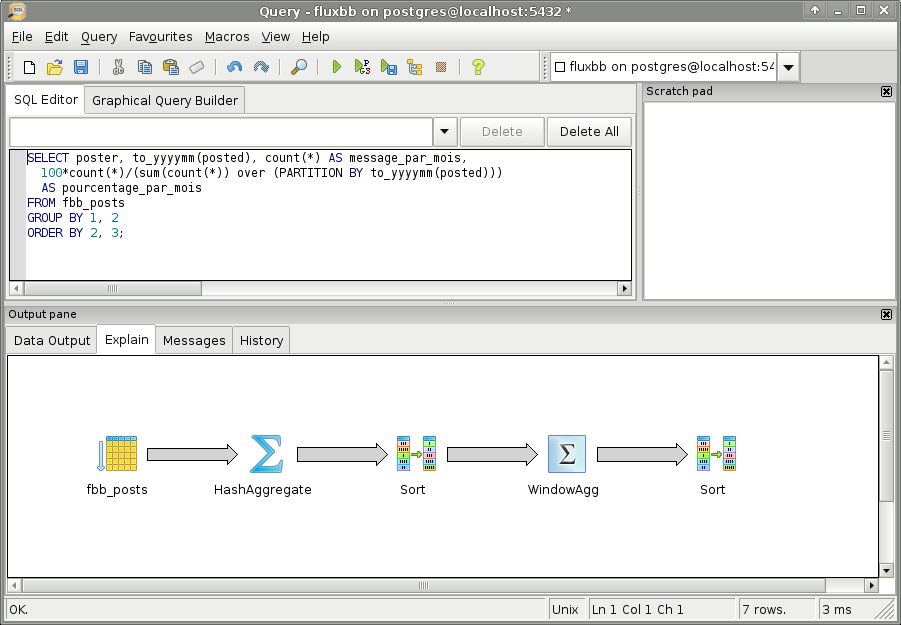 Query - fluxbb on postgres@localhost:5432 *
File Edit Query Favourites Macros View Help
fluxbb on postgres@localhost:54
SQL Editor Graphical Query Builder
Scratch pad
Delete Delete All
SELECT poster, to_yyyymm(posted), count(*) AS message_par_mois,
100*count(*)/(sum(count(*)) over (PARTITION BY to_yyyymm(posted)))
AS pourcentage_par_mois
FROM fbb_posts
GROUP BY 1, 2
ORDER BY 2, 3;
Output pane
Data Output Explain Messages History
fbb_posts HashAggregate Sort WindowAgg Sort
OK. Unix Ln 1 Col 1 Ch 1 7 rows. 3 ms